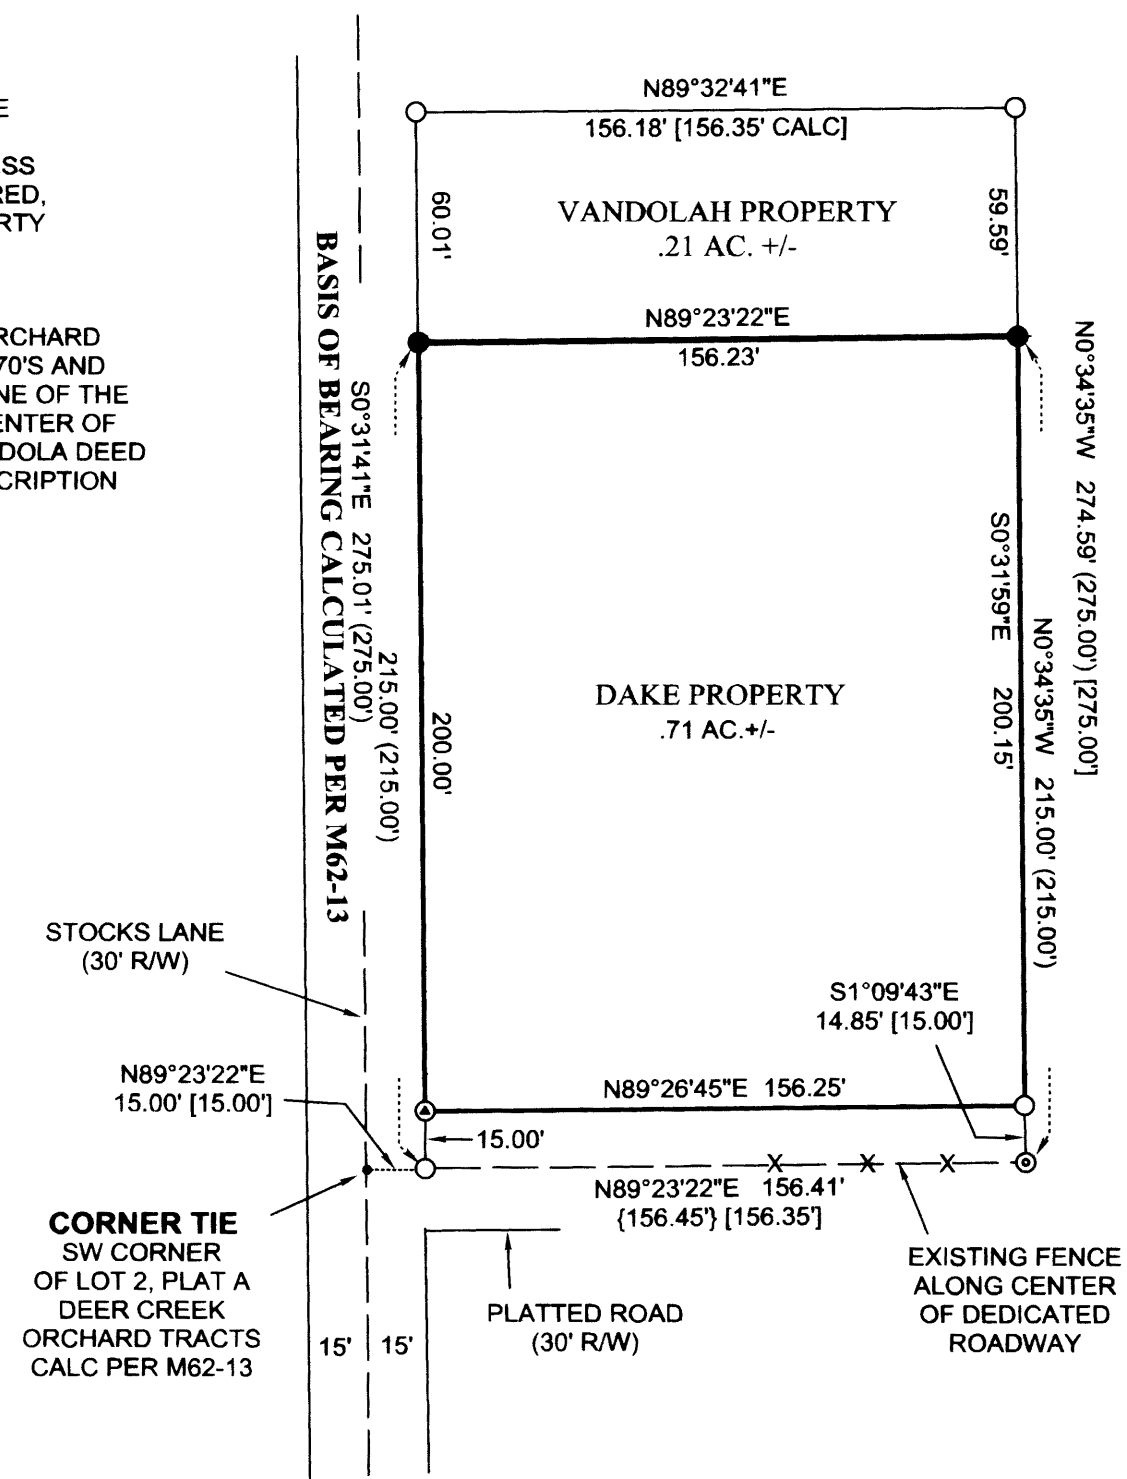 E
SS
RED,
RTY
RCHARD
70'S AND
NE OF THE
ENTER OF
DOLA DEED
CRIPTION
N89°32'41"E
156.18' [156.35' CALC]
60.01'
VANDOLAH PROPERTY
.21 AC. +/-
59.59'
N89°23'22"E
156.23'
BASIS OF BEARING CALCULATED PER M62-13
S0°31'41"E 275.01' (275.00')
215.00' (215.00')
200.00'
DAKE PROPERTY
.71 AC.+/-
S0°31'59"E 200.15'
N0°34'35"W 215.00' (215.00')
N0°34'35"W 274.59' (275.00') [275.00']
STOCKS LANE
(30' R/W)
S1°09'43"E
14.85' [15.00']
N89°23'22"E
15.00' [15.00']
N89°26'45"E 156.25'
15.00'
X X X
N89°23'22"E 156.41'
{156.45'} [156.35']
CORNER TIE
SW CORNER
OF LOT 2, PLAT A
DEER CREEK
ORCHARD TRACTS
CALC PER M62-13
15' 15'
PLATTED ROAD
(30' R/W)
EXISTING FENCE
ALONG CENTER
OF DEDICATED
ROADWAY